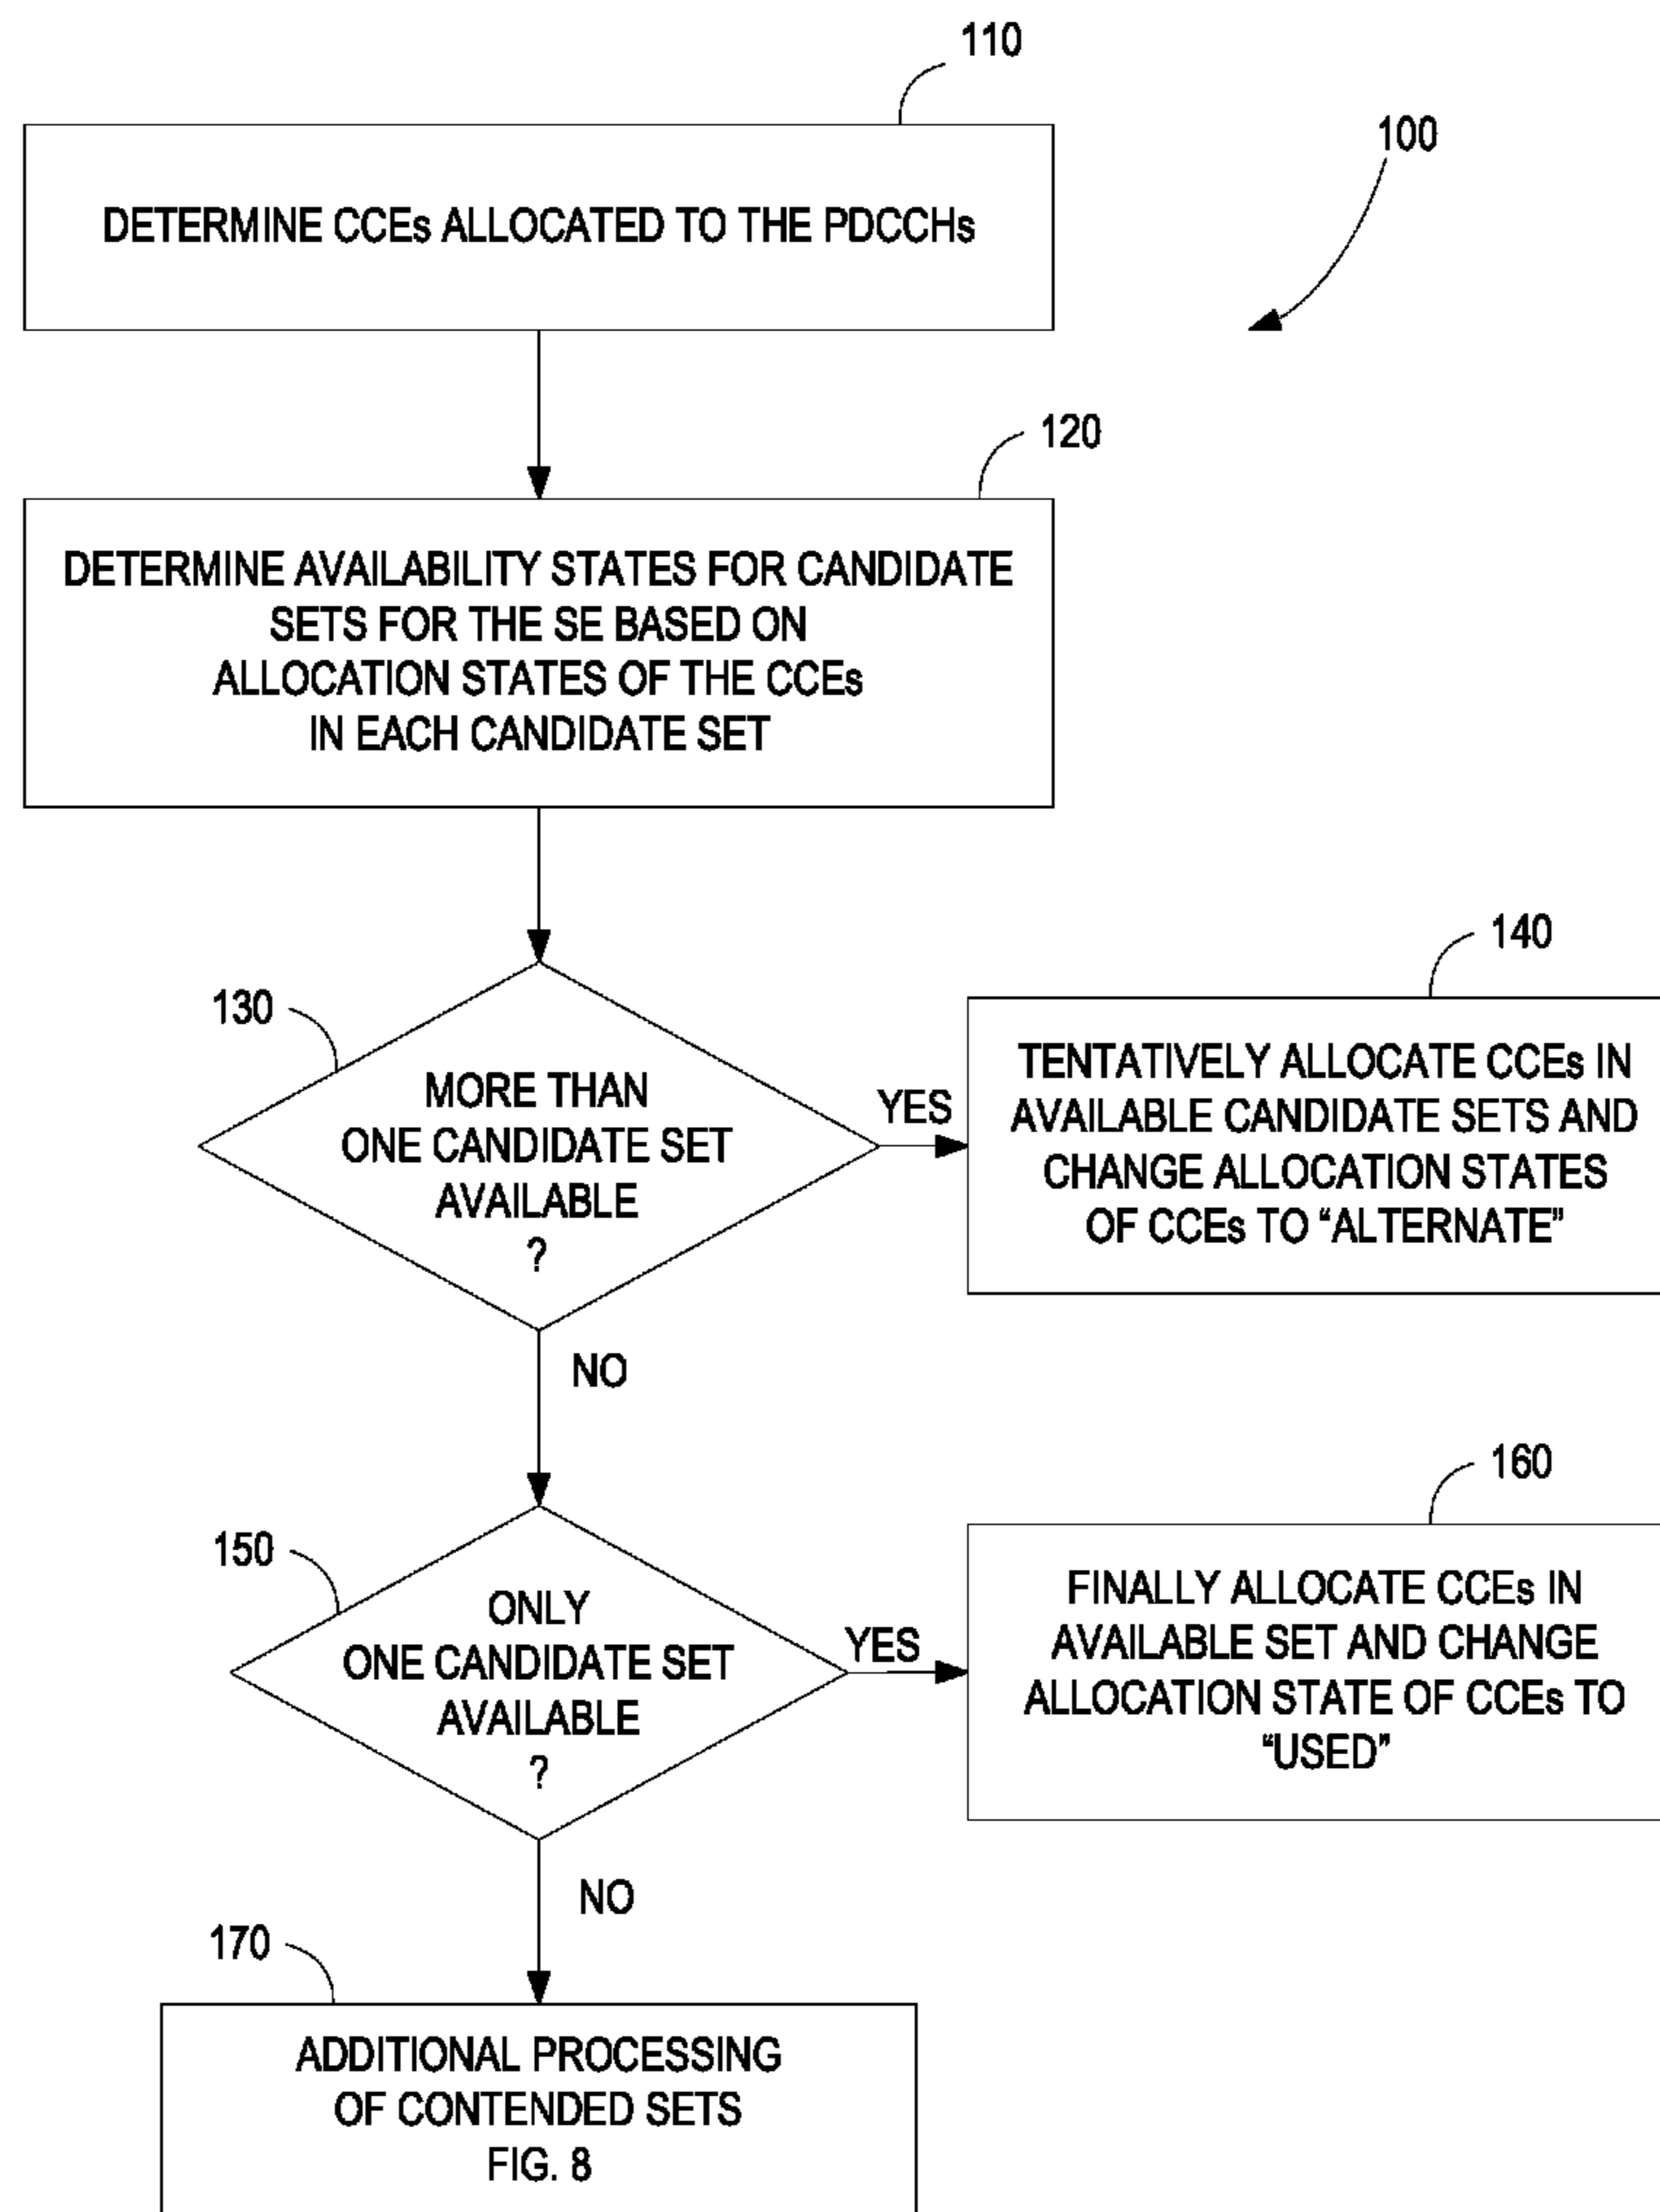 110
100
DETERMINE CCEs ALLOCATED TO THE PDCCHs
120
DETERMINE AVAILABILITY STATES FOR CANDIDATE
SETS FOR THE SE BASED ON
ALLOCATION STATES OF THE CCEs
IN EACH CANDIDATE SET
130
MORE THAN
ONE CANDIDATE SET
AVAILABLE
?
YES
140
TENTATIVELY ALLOCATE CCEs IN
AVAILABLE CANDIDATE SETS AND
CHANGE ALLOCATION STATES
OF CCEs TO “ALTERNATE”
NO
150
ONLY
ONE CANDIDATE SET
AVAILABLE
?
YES
160
FINALLY ALLOCATE CCEs IN
AVAILABLE SET AND CHANGE
ALLOCATION STATE OF CCEs TO
“USED”
NO
170
ADDITIONAL PROCESSING
OF CONTENDED SETS
FIG. 8